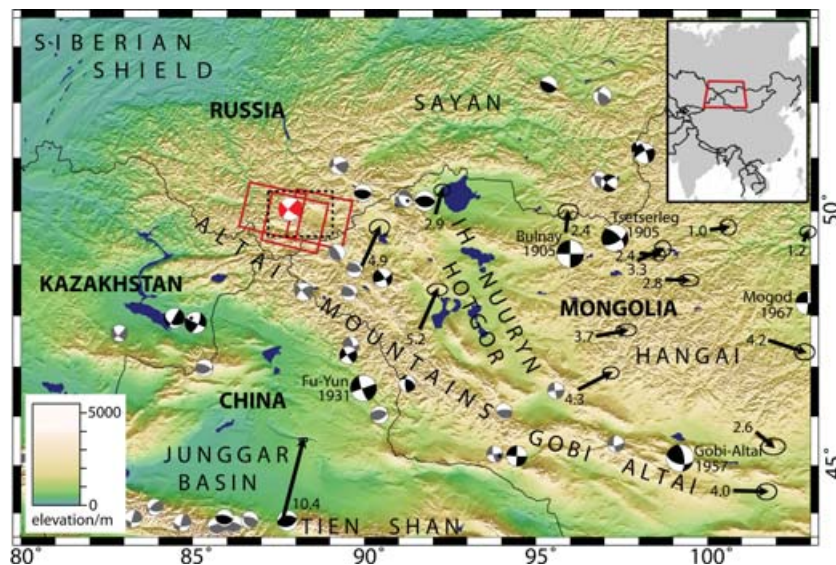 SIBERIAN
SHIELD
RUSSIA
SAYAN
50°
ALTAI
MOUNTAINS
IH NUURYN
HOTGOR
2.9
2.4
Bulnay
1905
Tsetserleg
1905
1.0
1.2
2.4
3.3
2.8
4.9
KAZAKHSTAN
MONGOLIA
Mogod
1967
5.2
3.7
HANGAI
4.2
4.3
Fu-Yun
1931
CHINA
5000
0
elevation/m
JUNGGAR
BASIN
GOBI ALTAI
2.6
Gobi-Altai
1957
45°
4.0
10.4
TIEN SHAN
80°
85°
90°
95°
100°